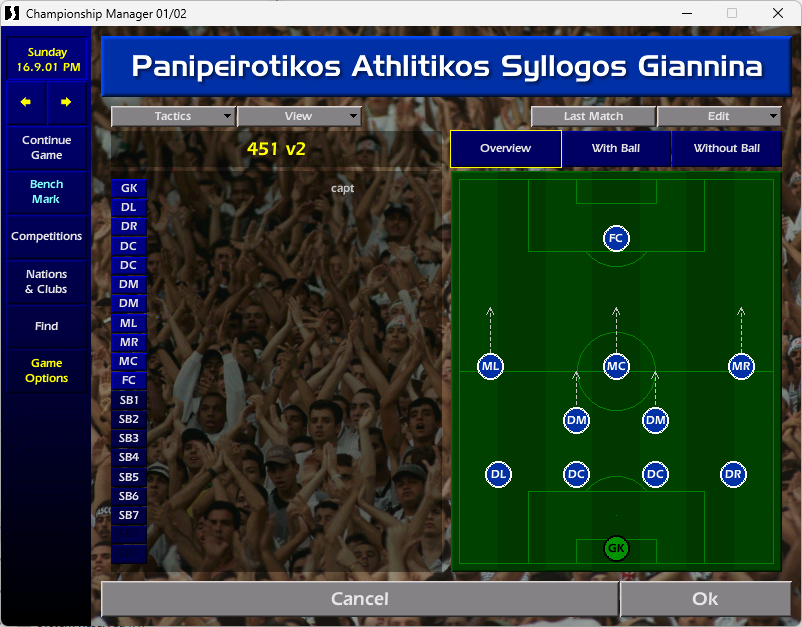 Championship Manager 01/02
Sunday
16.9.01 PM
Panipeirotikos Athlitikos Syllogos Giannina
Tactics
View
Last Match
Edit
Continue
Game
Bench
Mark
Competitions
Nations
& Clubs
Find
Game
Options
451 v2
Overview
With Ball
Without Ball
GK
capt
DL
DR
DC
DC
DM
DM
ML
MR
MC
FC
SB1
SB2
SB3
SB4
SB5
SB6
SB7
FC
ML
MC
MR
DM
DM
DL
DC
DC
DR
GK
Cancel
Ok